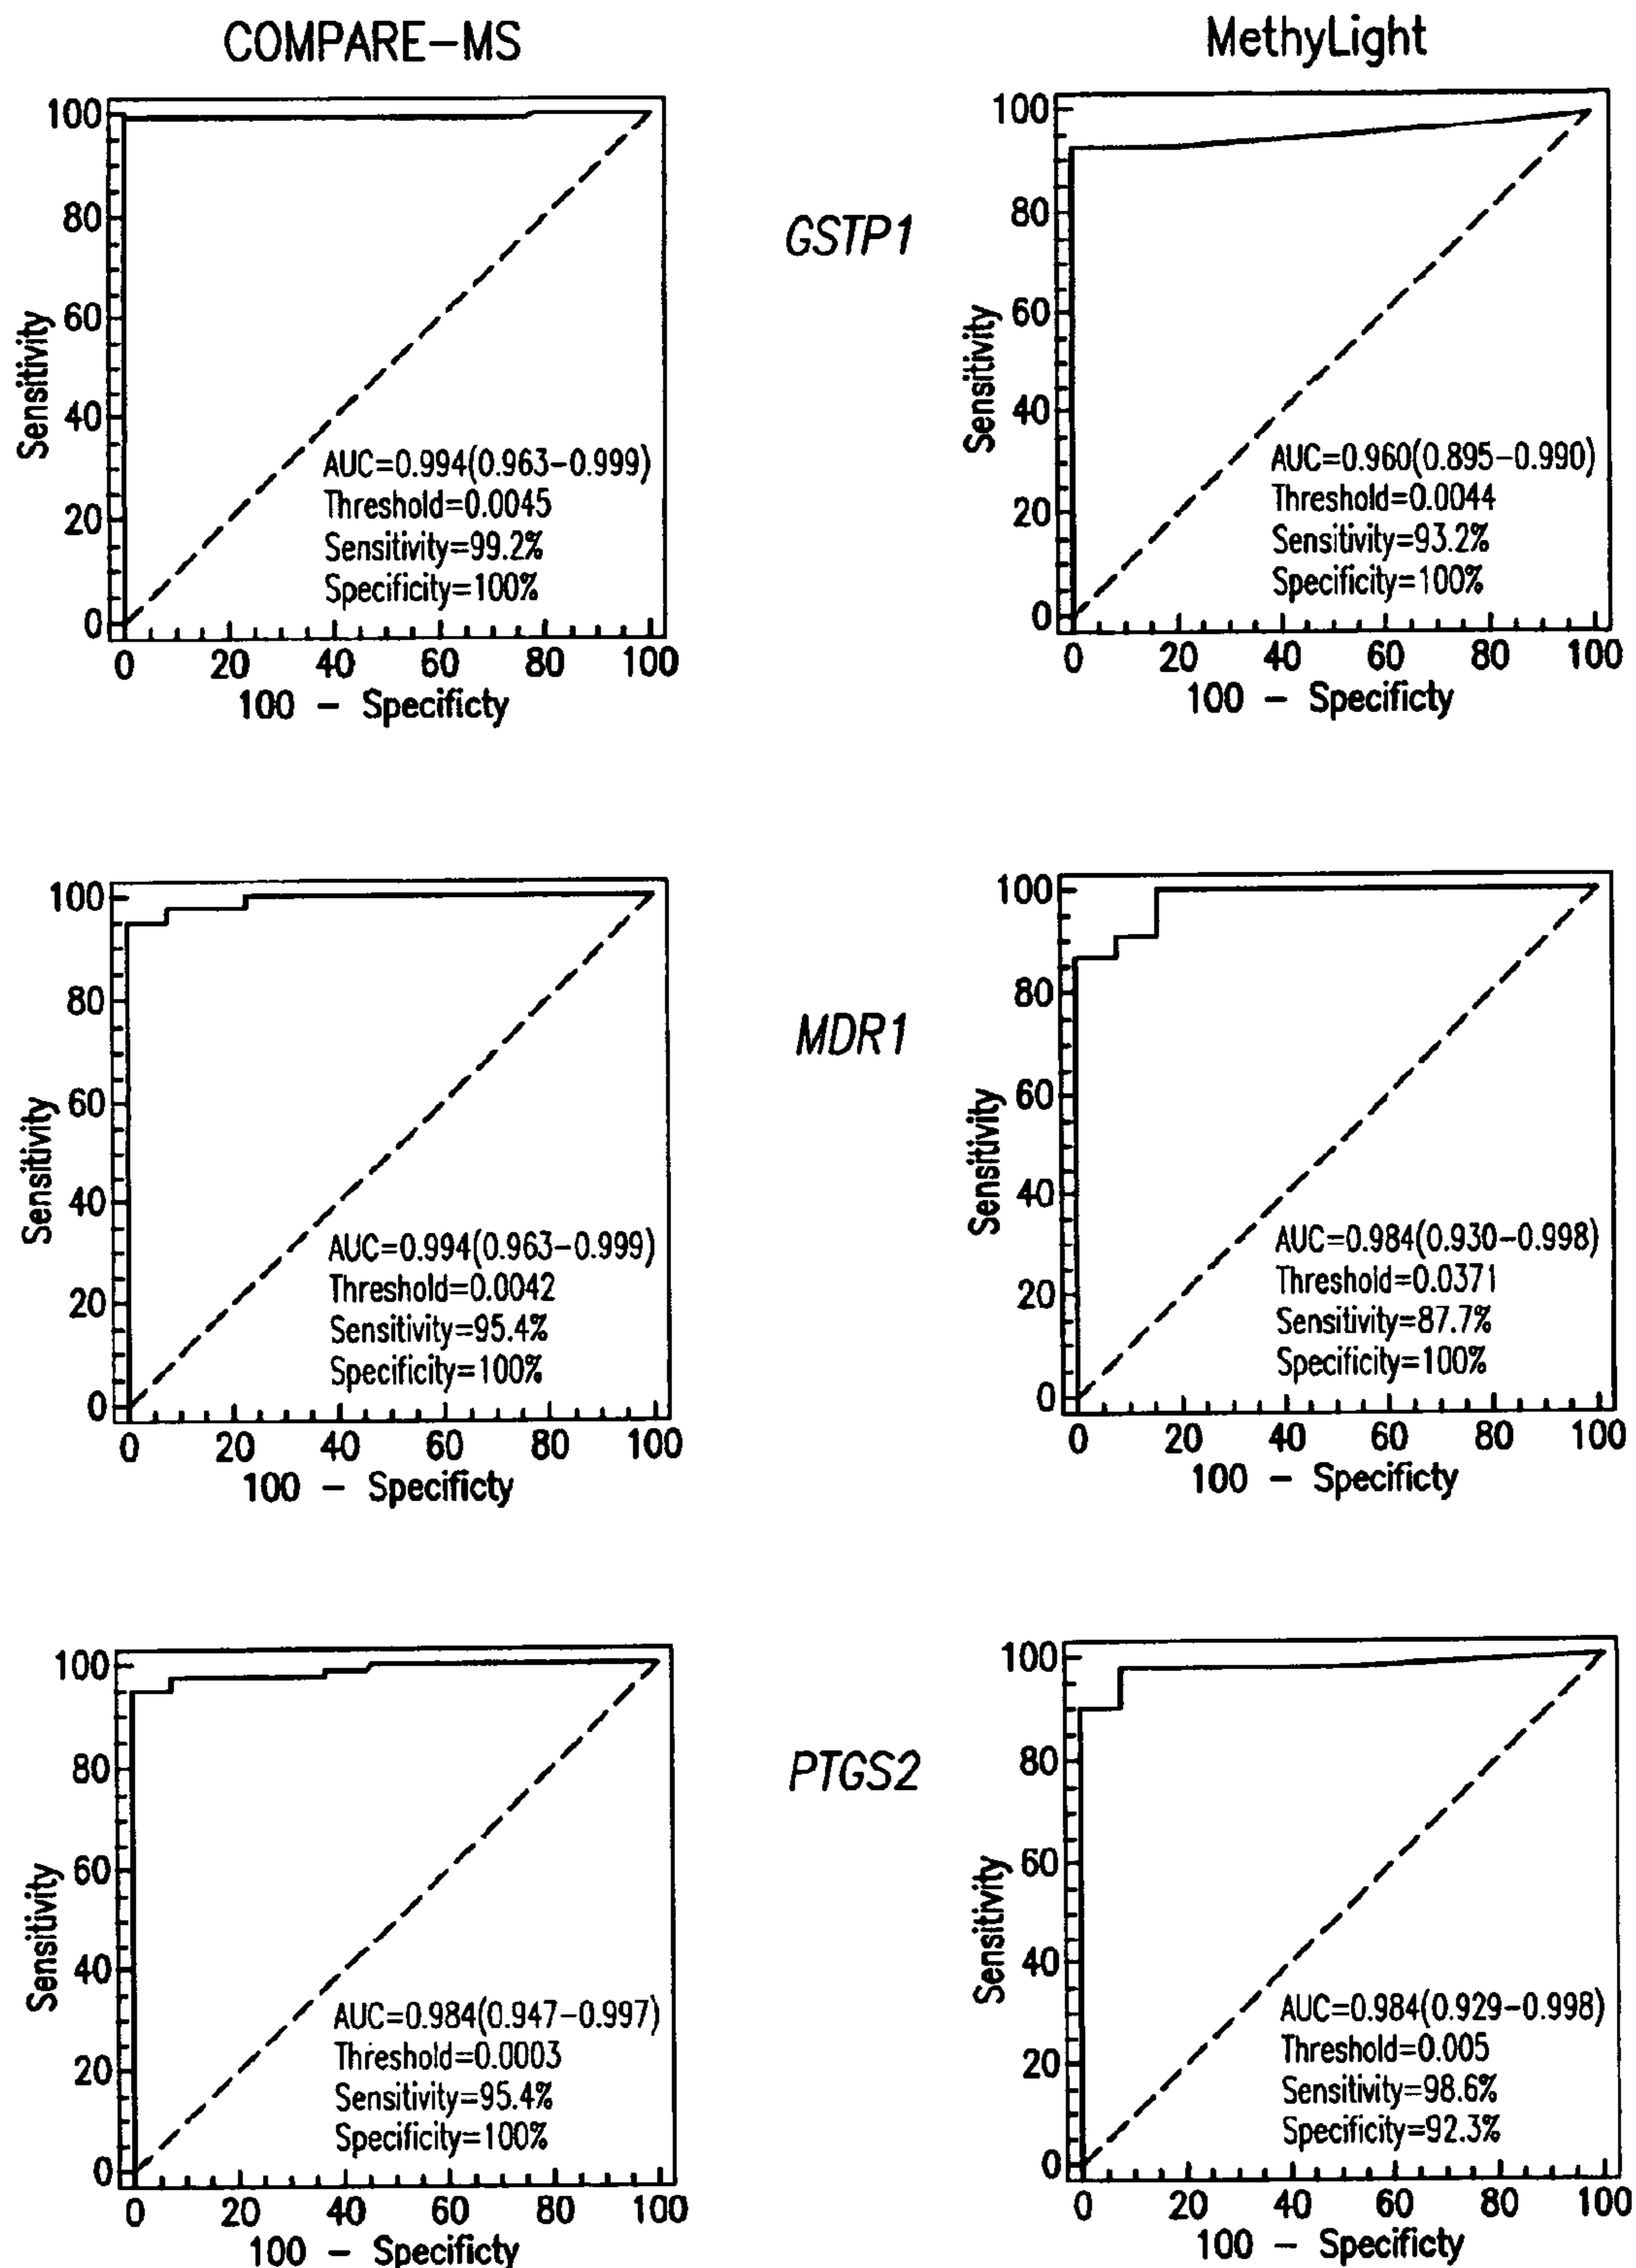 COMPARE-MS
MethyLight
GSTP1
Sensitivity
100
80
60
40
20
0
AUC=0.994(0.963-0.999)
Threshold=0.0045
Sensitivity=99.2%
Specificity=100%
0 20 40 60 80 100
100 - Specificty
Sensitivity
100
80
60
40
20
0
AUC=0.960(0.895-0.990)
Threshold=0.0044
Sensitivity=93.2%
Specificity=100%
0 20 40 60 80 100
100 - Specificty
MDR1
Sensitivity
100
80
60
40
20
0
AUC=0.994(0.963-0.999)
Threshold=0.0042
Sensitivity=95.4%
Specificity=100%
0 20 40 60 80 100
100 - Specificty
Sensitivity
100
80
60
40
20
0
AUC=0.984(0.930-0.998)
Threshold=0.0371
Sensitivity=87.7%
Specificity=100%
0 20 40 60 80 100
100 - Specificty
PTGS2
Sensitivity
100
80
60
40
20
0
AUC=0.984(0.947-0.997)
Threshold=0.0003
Sensitivity=95.4%
Specificity=100%
0 20 40 60 80 100
100 - Specificty
Sensitivity
100
80
60
40
20
0
AUC=0.984(0.929-0.998)
Threshold=0.005
Sensitivity=98.6%
Specificity=92.3%
0 20 40 60 80 100
100 - Specificty